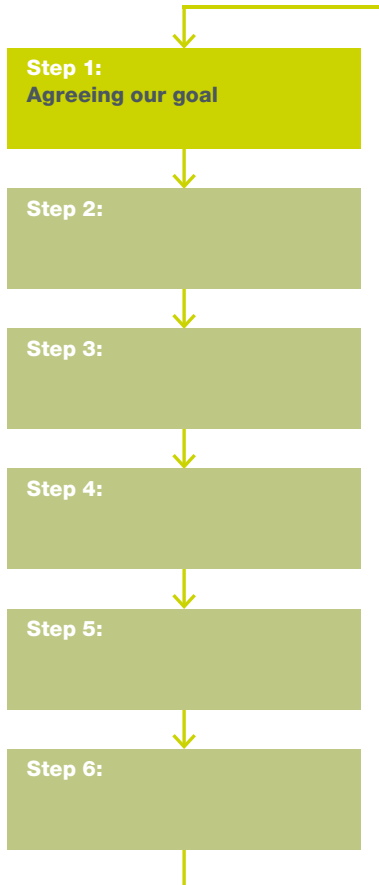 Step 1:
Agreeing our goal
Step 2:
Step 3:
Step 4:
Step 5:
Step 6: